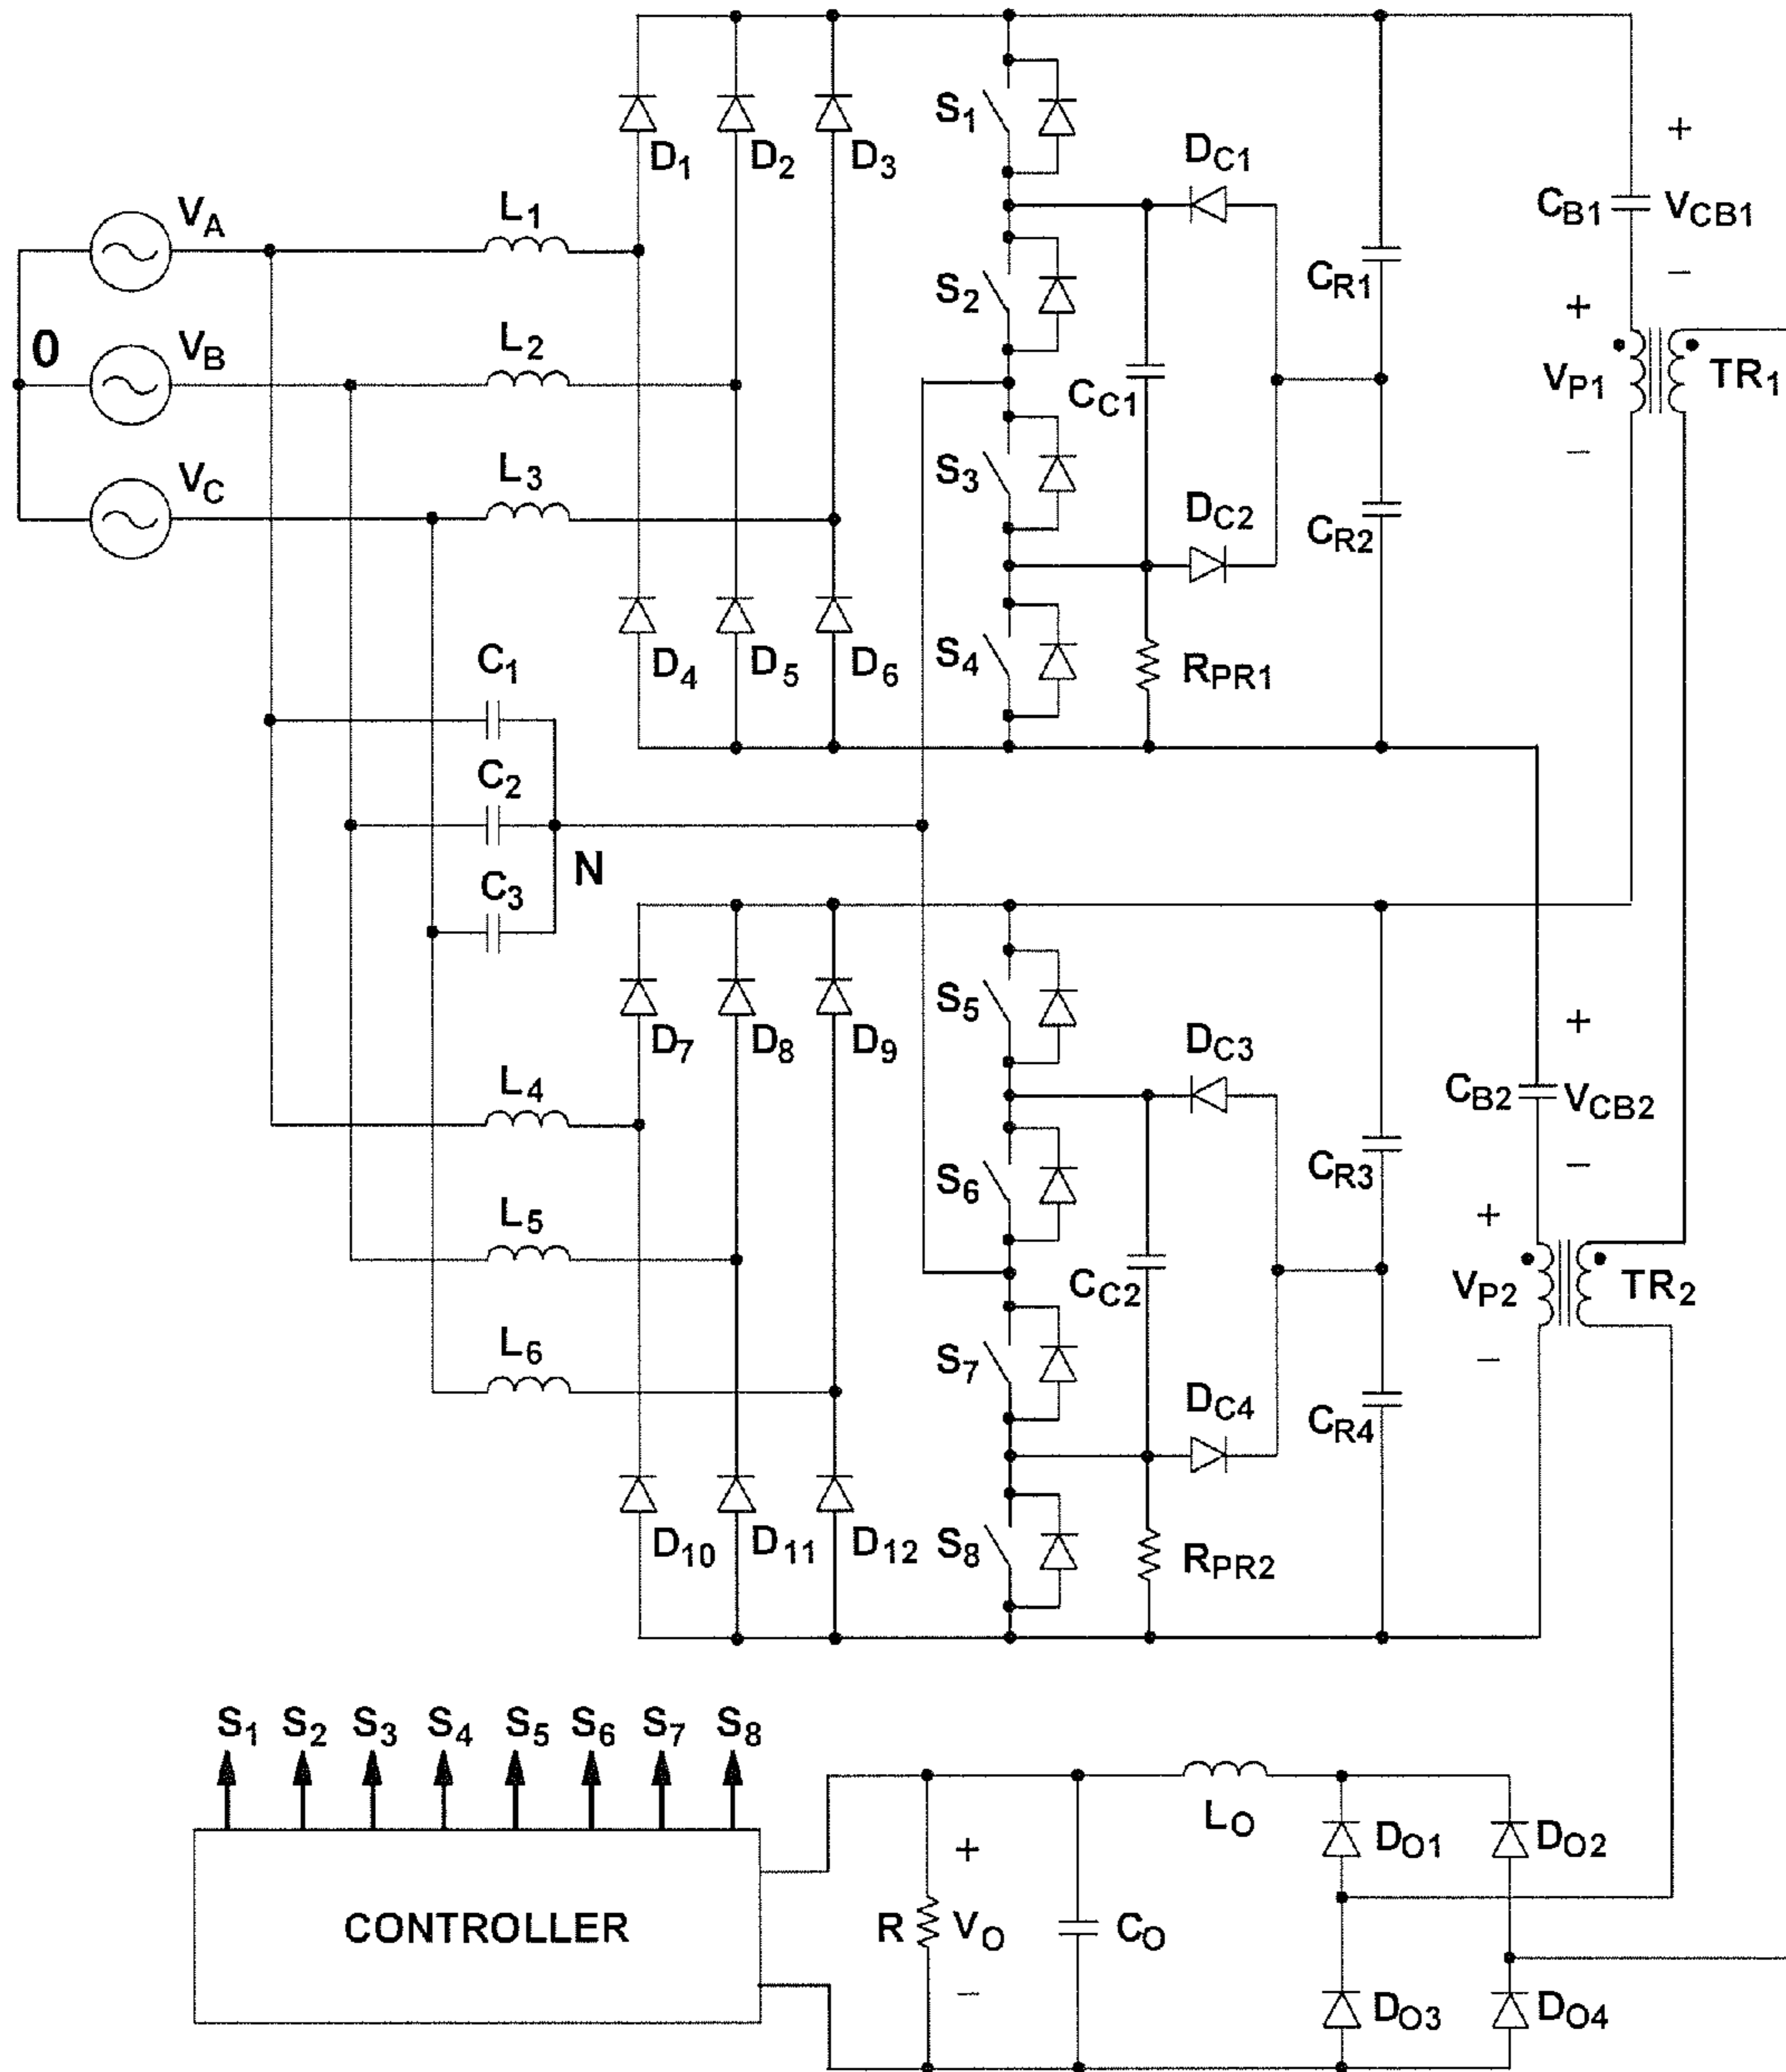 S1
D1
D2
D3
DC1
+
VA
L1
CB1
VCB1
CR1
S2
−
+
0
VB
L2
VP1
TR1
CC1
VC
L3
S3
−
DC2
CR2
C1
D4
D5
D6
S4
RPR1
C2
C3
N
S5
D7
D8
D9
DC3
+
L4
CB2
VCB2
CR3
S6
−
L5
+
CC2
VP2
TR2
L6
S7
−
DC4
CR4
D10
D11
D12
S8
RPR2
S1 S2 S3 S4 S5 S6 S7 S8
LO
DO1
DO2
+
CONTROLLER
R
VO
CO
−
DO3
DO4